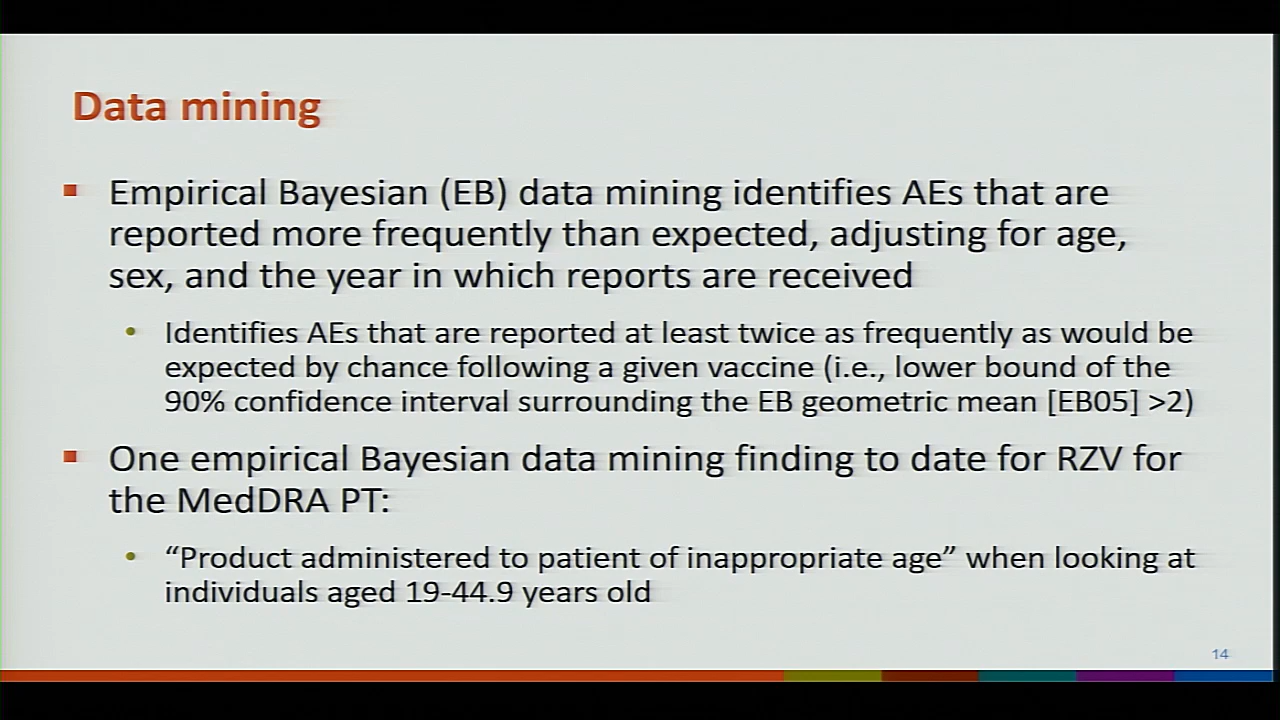 Data mining
Empirical Bayesian (EB) data mining identifies AEs that are
reported more frequently than expected, adjusting for age,
sex, and the year in which reports are received
Identifies AEs that are reported at least twice as frequently as would be
expected by chance following a given vaccine (i.e., lower bound of the
90% confidence interval surrounding the EB geometric mean [EB05] >2)
One empirical Bayesian data mining finding to date for RZV for
the MedDRA PT:
“Product administered to patient of inappropriate age” when looking at
individuals aged 19-44.9 years old
14